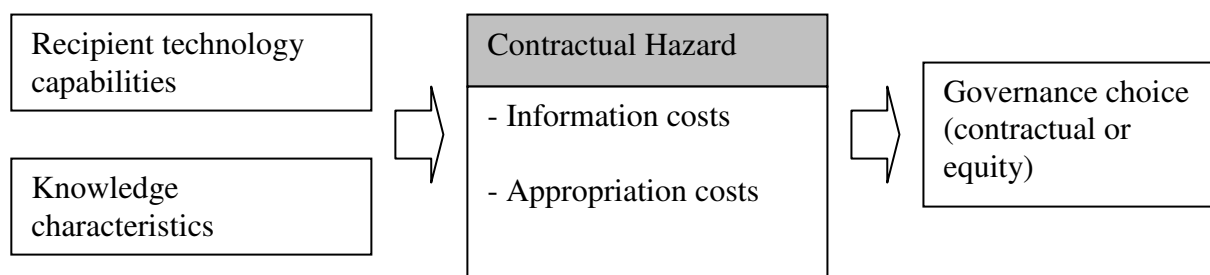 Recipient technology
capabilities
Knowledge
characteristics
Contractual Hazard
- Information costs
- Appropriation costs
Governance choice
(contractual or
equity)